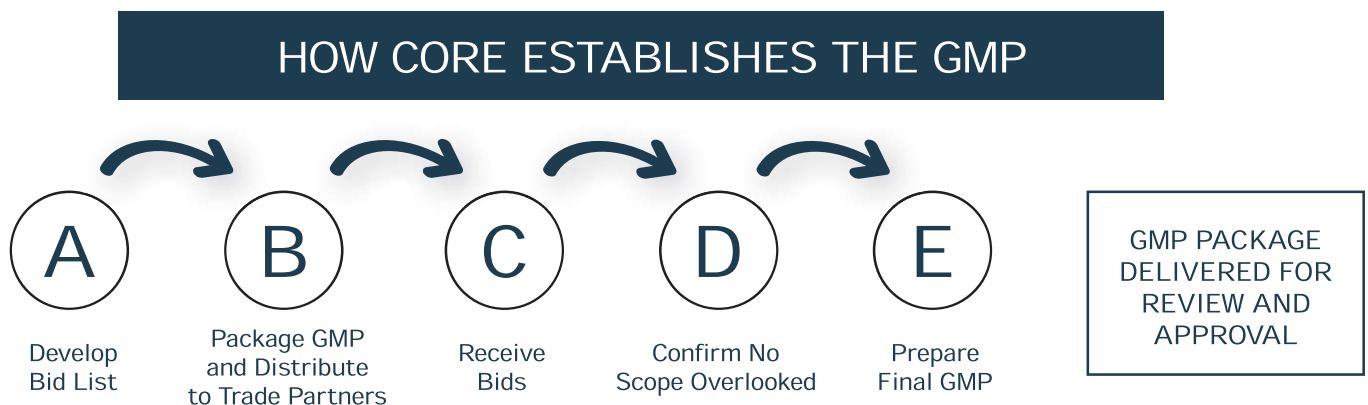 HOW CORE ESTABLISHES THE GMP
A
Develop
Bid List
B
Package GMP
and Distribute
to Trade Partners
C
Receive
Bids
D
Confirm No
Scope Overlooked
E
Prepare
Final GMP
GMP PACKAGE
DELIVERED FOR
REVIEW AND
APPROVAL